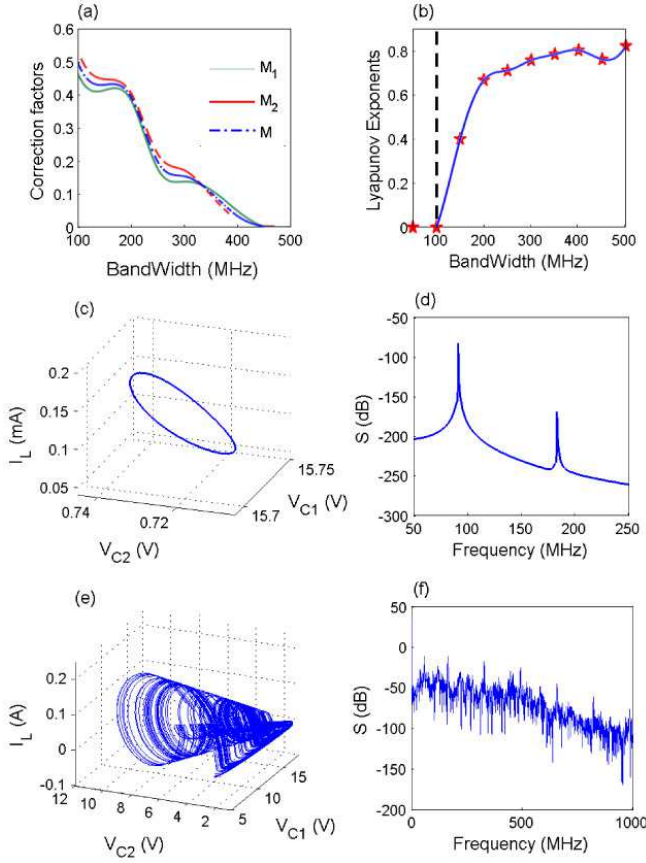 (a)
0.6
0.5
0.4
0.3
0.2
0.1
0
100 200 300 400 500
Correction factors
BandWidth (MHz)
M1
M2
M
(b)
0.8
0.6
0.4
0.2
0
100 200 300 400 500
Lyapunov Exponents
BandWidth (MHz)
(c)
0.2
0.15
0.1
0.05
IL (mA)
0.74 0.72
VC2 (V)
15.7 15.75
VC1 (V)
(d)
-50
-100
-150
-200
-250
-300
50 100 150 200 250
S (dB)
Frequency (MHz)
(e)
0.2
0.1
0
-0.1
IL (A)
12 10 8 6 4 2
VC2 (V)
5 10 15
VC1 (V)
(f)
50
0
-50
-100
-150
-200
0 500 1000
S (dB)
Frequency (MHz)